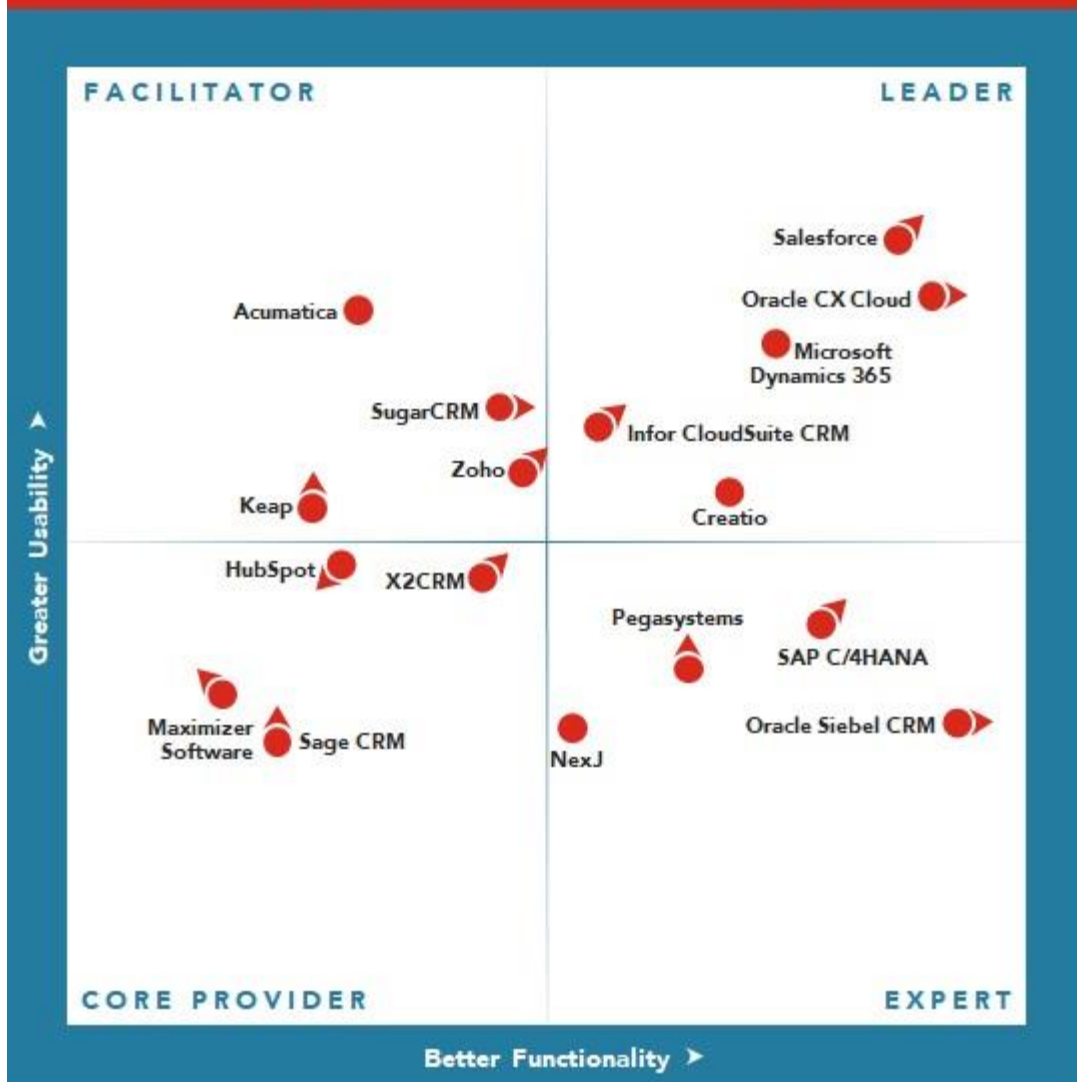 FACILITATOR
LEADER
Salesforce
Oracle CX Cloud
Acumatica
Microsoft
Dynamics 365
SugarCRM
Infor CloudSuite CRM
Zoho
Keap
Creatio
HubSpot
X2CRM
Pegasystems
SAP C/4HANA
Maximizer
Software
Sage CRM
Oracle Siebel CRM
NexJ
CORE PROVIDER
EXPERT
Greater Usability
Better Functionality